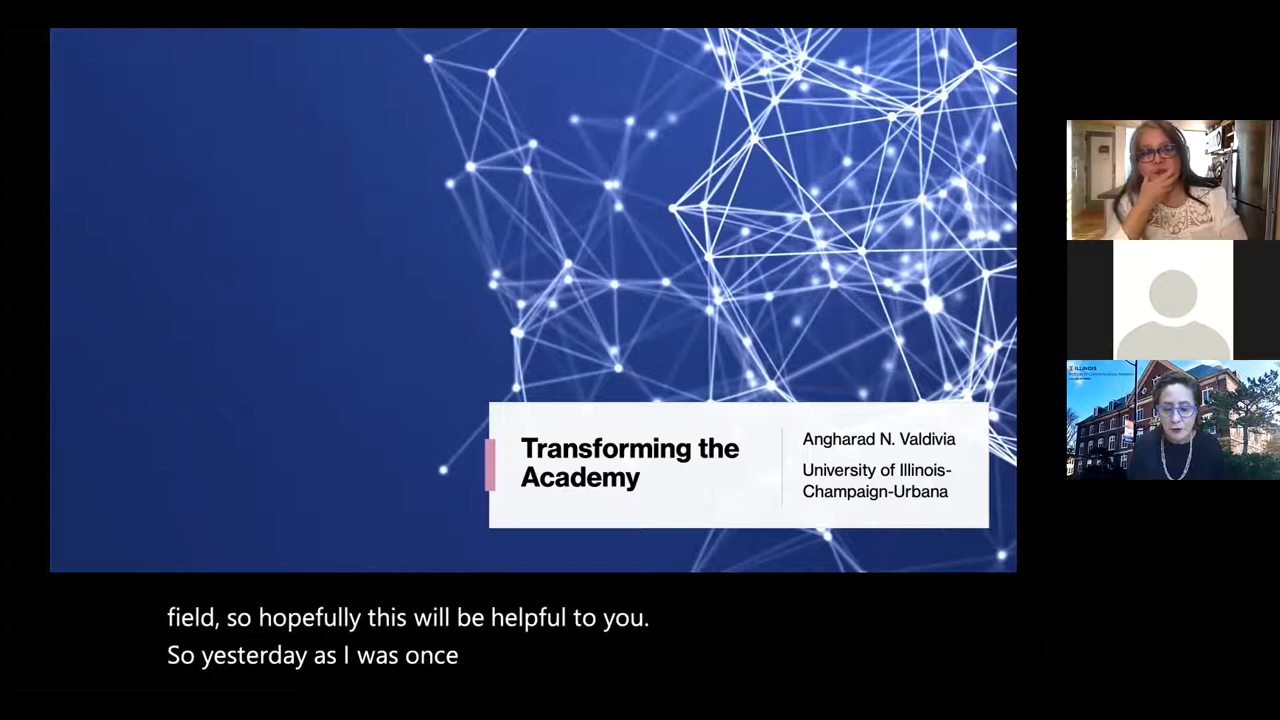 Transforming the
Academy
Angharad N. Valdivia
University of Illinois-
Champaign-Urbana
ILLINOIS
field, so hopefully this will be helpful to you.
So yesterday as I was once